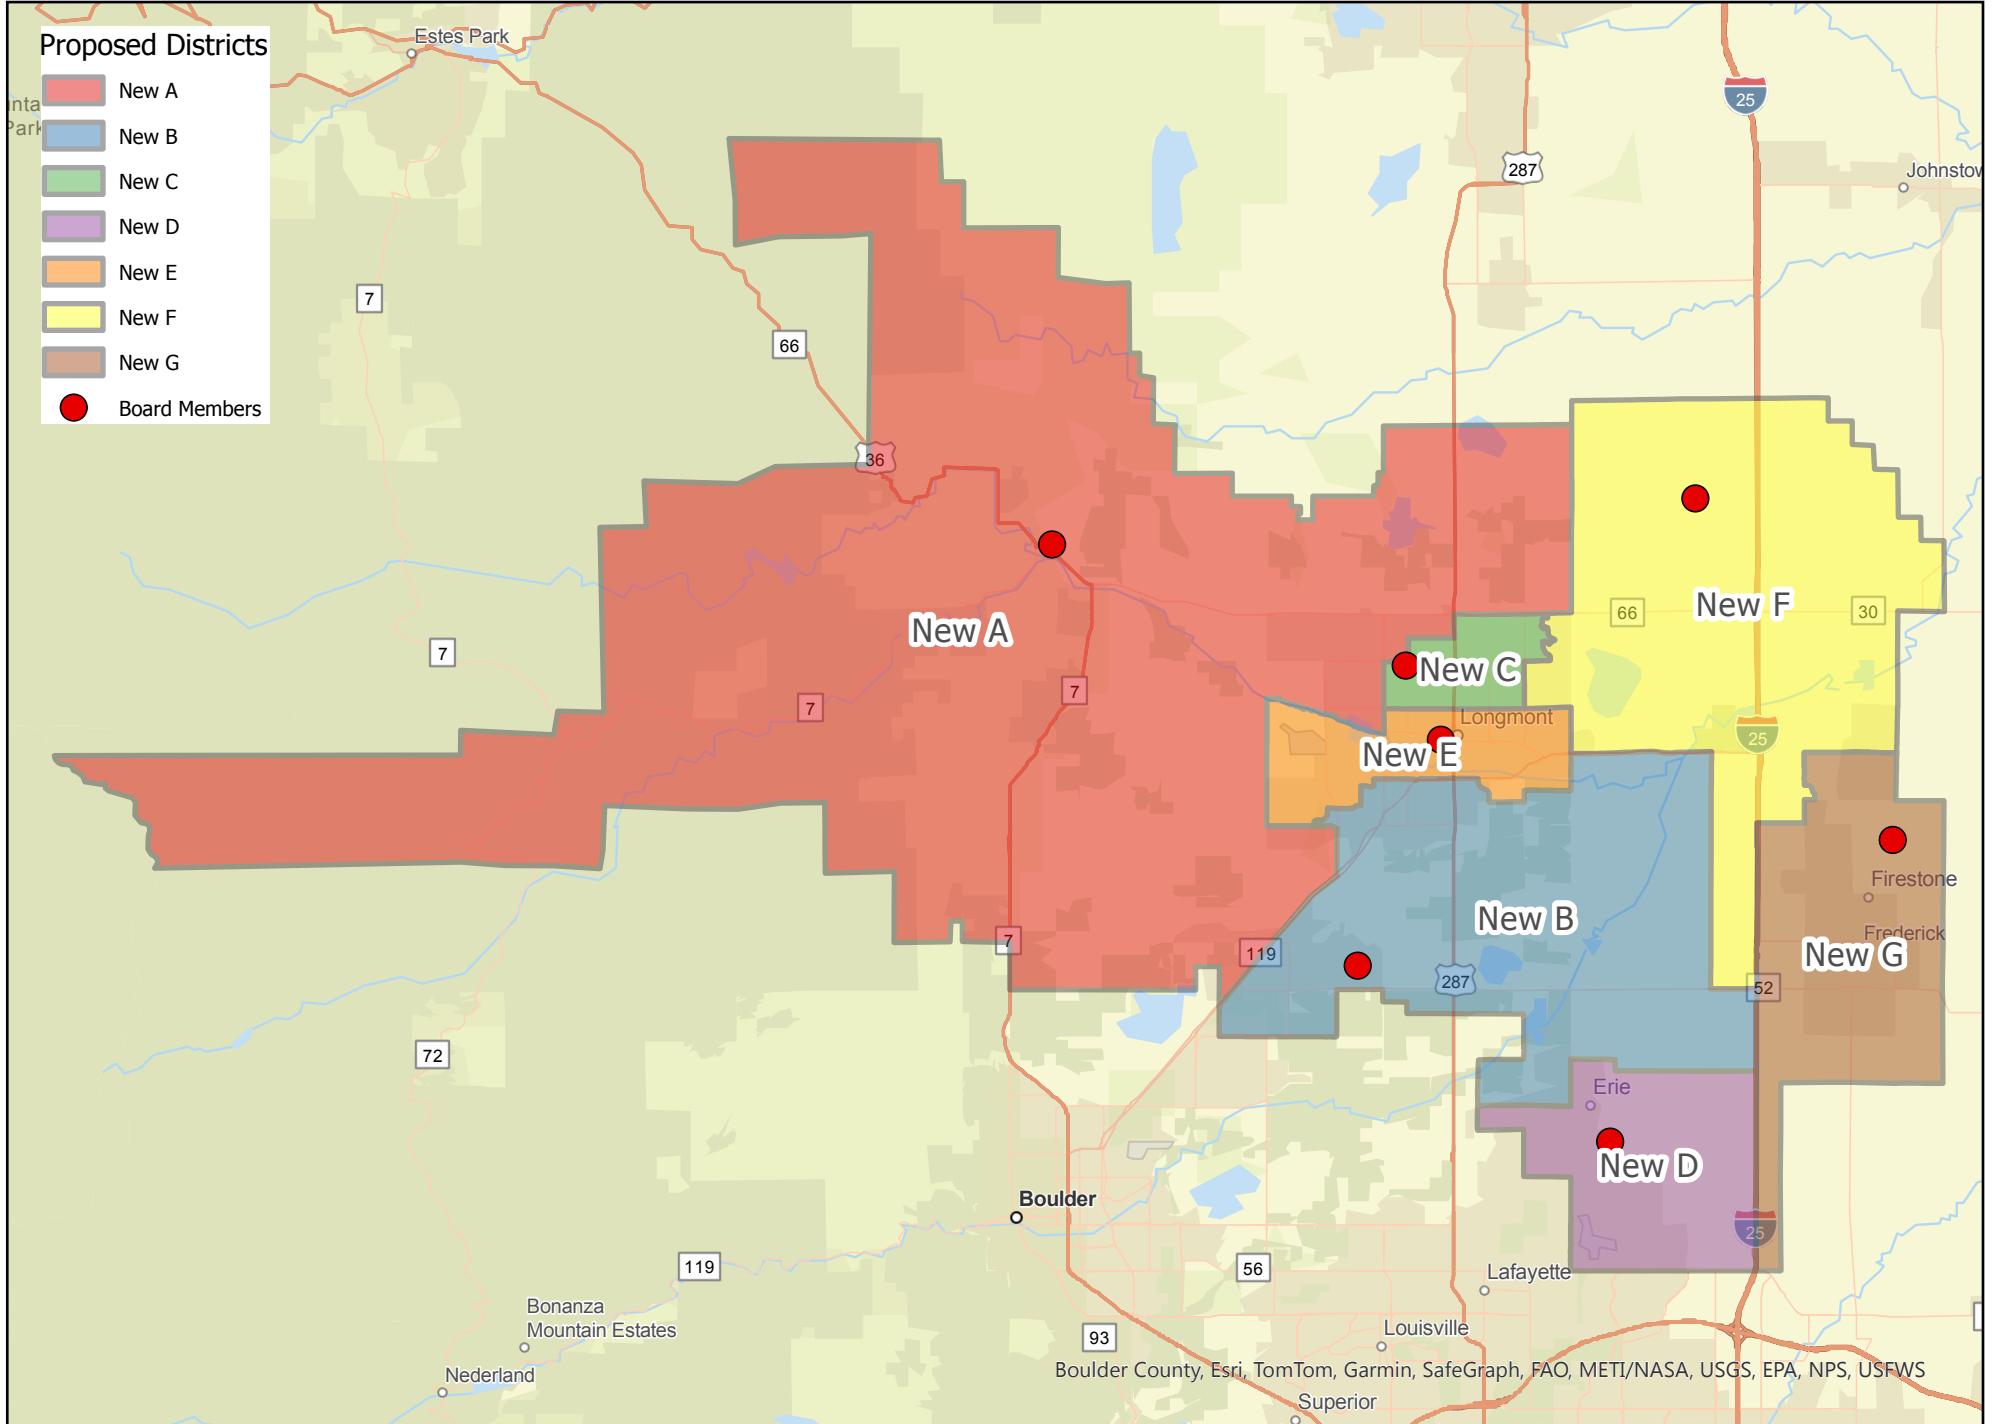 Proposed Districts
New A
New B
New C
New D
New E
New F
New G
Board Members
Estes Park
25
287
Johnstow
7
66
36
New A
New F
66
30
7
7
7
New C
Longmont
25
New E
Firestone
New B
Frederick
New G
7
119
287
52
72
Erie
New D
Boulder
25
119
56
Lafayette
Bonanza
Mountain Estates
93
Louisville
Nederland
Boulder County, Esri, TomTom, Garmin, SafeGraph, FAO, METI/NASA, USGS, EPA, NPS, USFWS
Superior